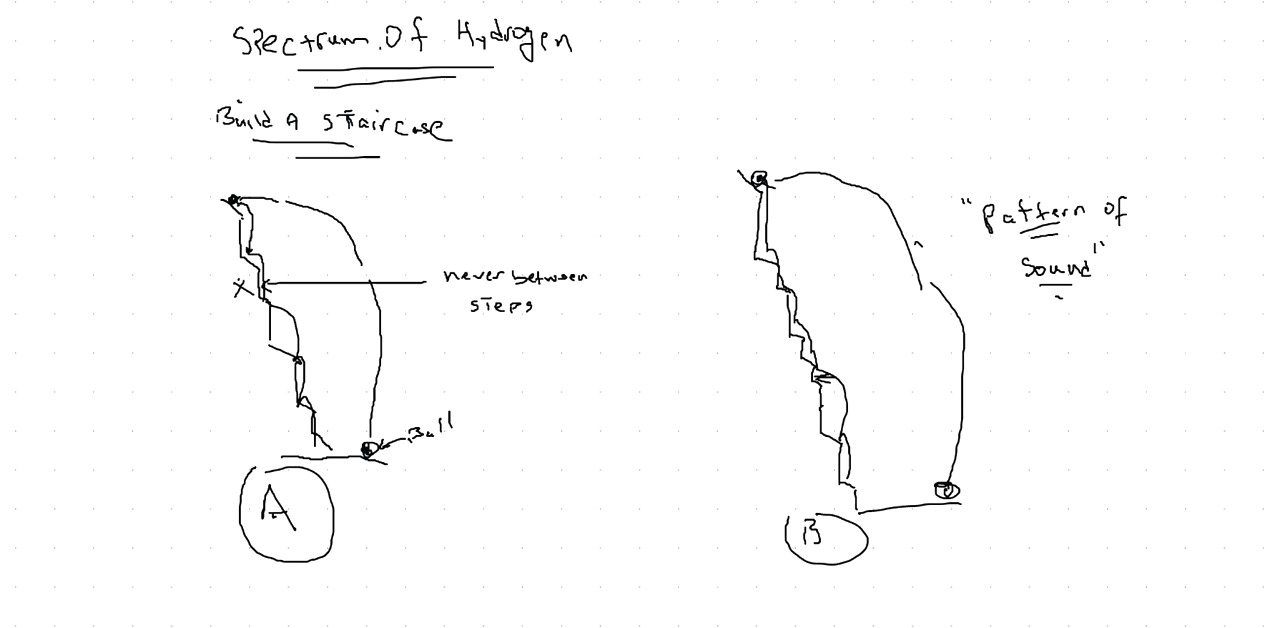 Spectrum of Hydrogen
Build A Staircase
never between
steps
Ball
A
"Pattern of
Sound"
B